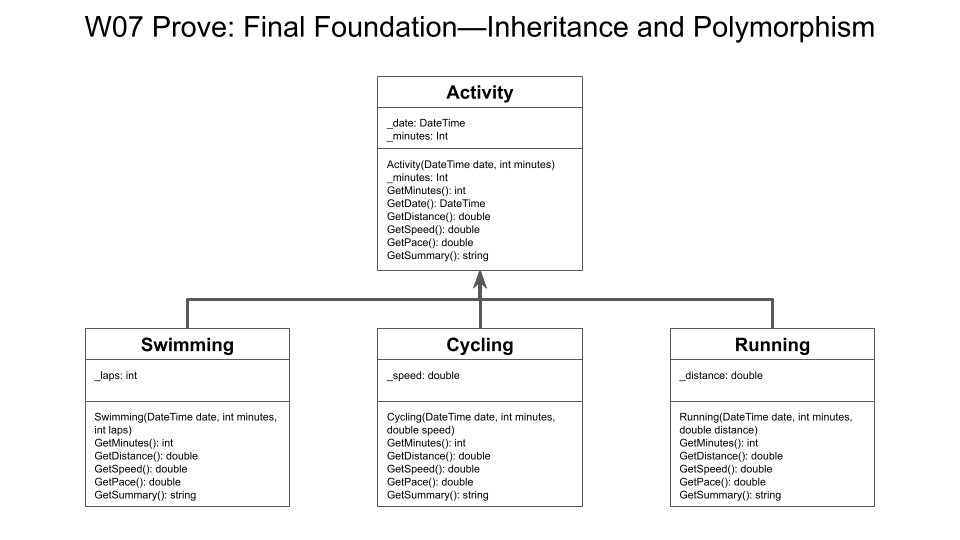 W07 Prove: Final Foundation—Inheritance and Polymorphism
Activity
_date: DateTime
_minutes: Int
Activity(DateTime date, int minutes)
_minutes: Int
GetMinutes(): int
GetDate(): DateTime
GetDistance(): double
GetSpeed(): double
GetPace(): double
GetSummary(): string
Swimming
_laps: int
Swimming(DateTime date, int minutes,
int laps)
GetMinutes(): int
GetDistance(): double
GetSpeed(): double
GetPace(): double
GetSummary(): string
Cycling
_speed: double
Cycling(DateTime date, int minutes,
double speed)
GetMinutes(): int
GetDistance(): double
GetSpeed(): double
GetPace(): double
GetSummary(): string
Running
_distance: double
Running(DateTime date, int minutes,
double distance)
GetMinutes(): int
GetDistance(): double
GetSpeed(): double
GetPace(): double
GetSummary(): string